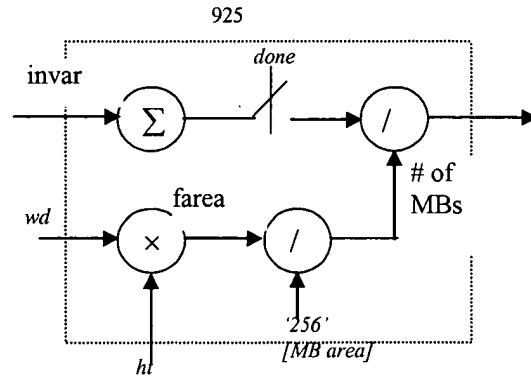 925
done
invar
Σ
/
# of
MBs
farea
wd
×
/
'256'
[MB area]
ht